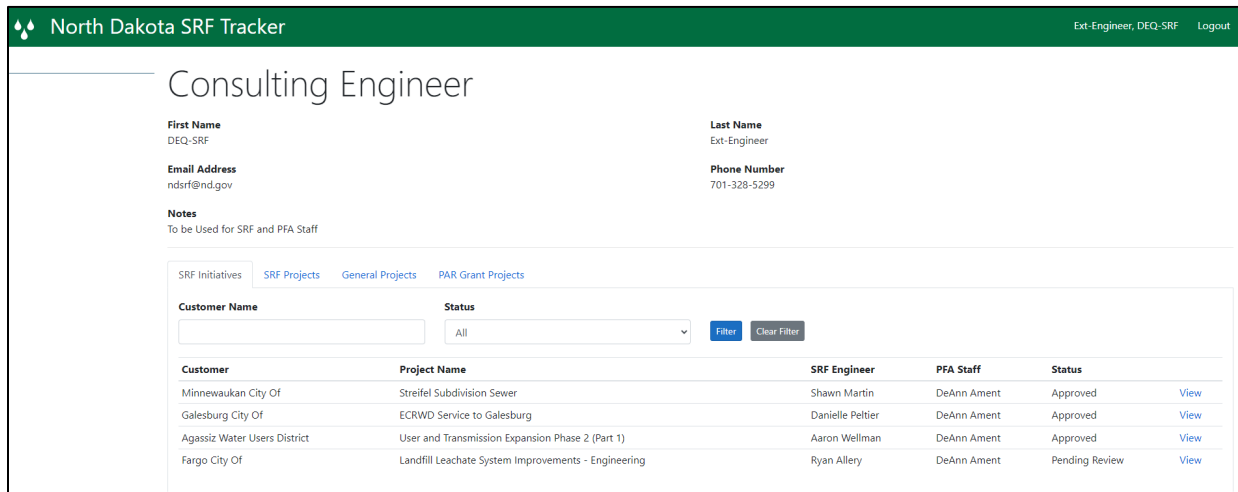 North Dakota SRF Tracker
Ext-Engineer, DEQ-SRF Logout
Consulting Engineer
First Name Last Name
DEQ-SRF Ext-Engineer
Email Address Phone Number
ndsrf@nd.gov 701-328-5299
Notes
To be Used for SRF and PFA Staff
SRF Initiatives SRF Projects General Projects PAR Grant Projects
Customer Name Status
All Filter Clear Filter
Customer Project Name SRF Engineer PFA Staff Status
Minnewaukan City Of Streifel Subdivision Sewer Shawn Martin DeAnn Ament Approved View
Galesburg City Of ECRWD Service to Galesburg Danielle Peltier DeAnn Ament Approved View
Agassiz Water Users District User and Transmission Expansion Phase 2 (Part 1) Aaron Wellman DeAnn Ament Approved View
Fargo City Of Landfill Leachate System Improvements - Engineering Ryan Allery DeAnn Ament Pending Review View